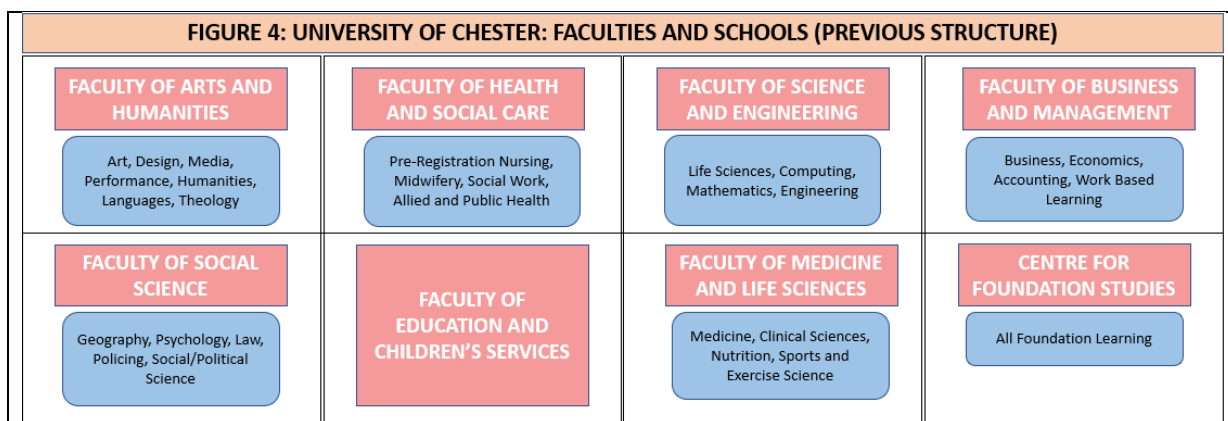 FIGURE 4: UNIVERSITY OF CHESTER: FACULTIES AND SCHOOLS (PREVIOUS STRUCTURE)
FACULTY OF ARTS AND
HUMANITIES
Art, Design, Media,
Performance, Humanities,
Languages, Theology
FACULTY OF HEALTH
AND SOCIAL CARE
Pre-Registration Nursing,
Midwifery, Social Work,
Allied and Public Health
FACULTY OF SCIENCE
AND ENGINEERING
Life Sciences, Computing,
Mathematics, Engineering
FACULTY OF BUSINESS
AND MANAGEMENT
Business, Economics,
Accounting, Work Based
Learning
FACULTY OF SOCIAL
SCIENCE
Geography, Psychology, Law,
Policing, Social/Political
Science
FACULTY OF
EDUCATION AND
CHILDREN'S SERVICES
FACULTY OF MEDICINE
AND LIFE SCIENCES
Medicine, Clinical Sciences,
Nutrition, Sports and
Exercise Science
CENTRE FOR
FOUNDATION STUDIES
All Foundation Learning